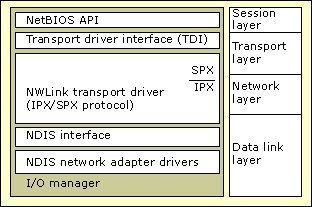 NetBIOS API
Transport driver interface (TDI)
SPX
IPX
NWLink transport driver
(IPX/SPX protocol)
NDIS interface
NDIS network adapter drivers
I/O manager
Session
layer
Transport
layer
Network
layer
Data link
layer